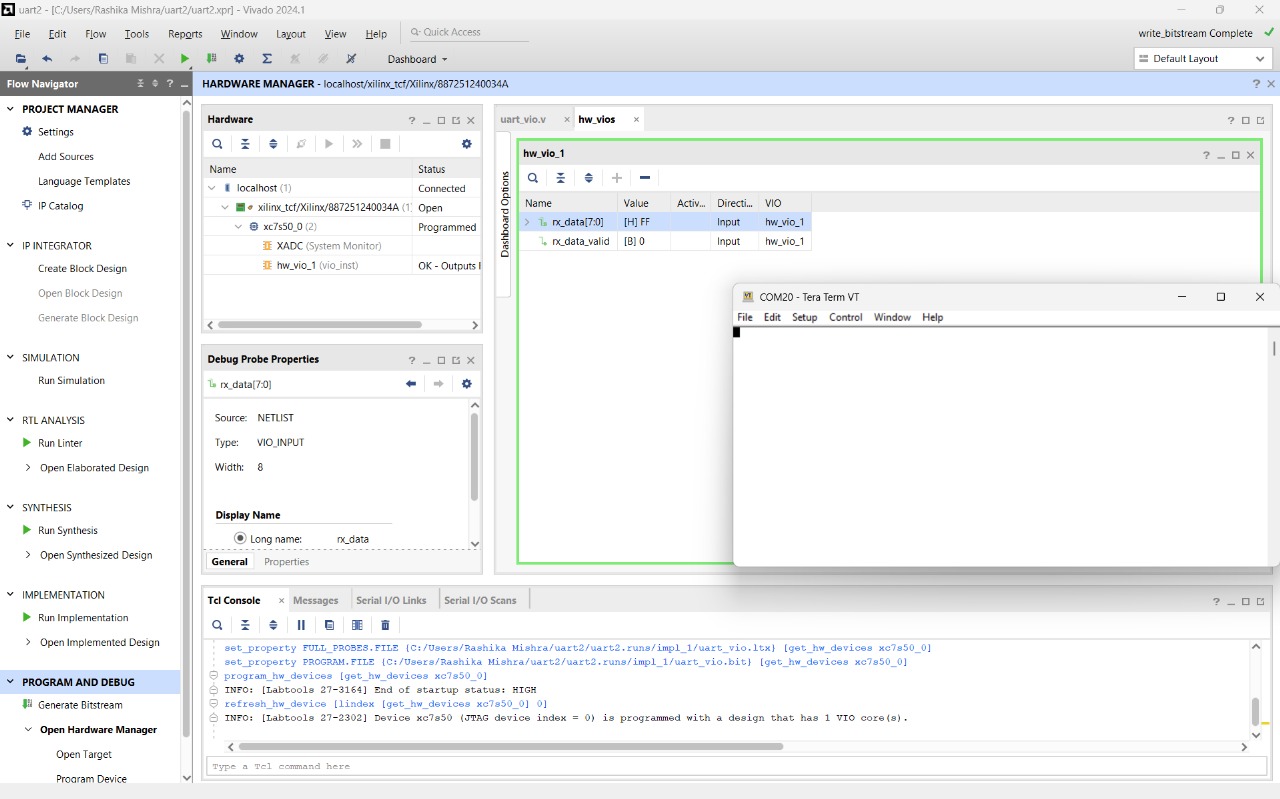 uart2 - [C:/Users/Rashika Mishra/uart2/uart2.xpr] - Vivado 2024.1
File Edit Flow Tools Reports Window Layout View Help Quick Access
write_bitstream Complete
Dashboard
Default Layout
Flow Navigator
HARDWARE MANAGER - localhost/xilinx_tcf/Xilinx/887251240034A
PROJECT MANAGER
Settings
Add Sources
Language Templates
IP Catalog
IP INTEGRATOR
Create Block Design
Open Block Design
Generate Block Design
SIMULATION
Run Simulation
RTL ANALYSIS
Run Linter
Open Elaborated Design
SYNTHESIS
Run Synthesis
Open Synthesized Design
IMPLEMENTATION
Run Implementation
Open Implemented Design
PROGRAM AND DEBUG
Generate Bitstream
Open Hardware Manager
Open Target
Program Device
Hardware
Name Status
localhost (1) Connected
xilinx_tcf/Xilinx/887251240034A (1) Open
xc7s50_0 (2) Programmed
XADC (System Monitor)
hw_vio_1 (vio_inst) OK - Outputs
Debug Probe Properties
rx_data[7:0]
Source: NETLIST
Type: VIO_INPUT
Width: 8
Display Name
Long name: rx_data
General Properties
uart_vio.v hw_vios
Dashboard Options
hw_vio_1
Name Value Activ... Directi... VIO
rx_data[7:0] [H] FF Input hw_vio_1
rx_data_valid [B] 0 Input hw_vio_1
COM20 - Tera Term VT
File Edit Setup Control Window Help
Tcl Console Messages Serial I/O Links Serial I/O Scans
set_property FULL_PROBES.FILE {C:/Users/Rashika Mishra/uart2/uart2.runs/impl_1/uart_vio.ltx} [get_hw_devices xc7s50_0]
set_property PROGRAM.FILE {C:/Users/Rashika Mishra/uart2/uart2.runs/impl_1/uart_vio.bit} [get_hw_devices xc7s50_0]
program_hw_devices [get_hw_devices xc7s50_0]
INFO: [Labtools 27-3164] End of startup status: HIGH
refresh_hw_device [lindex [get_hw_devices xc7s50_0] 0]
INFO: [Labtools 27-2302] Device xc7s50 (JTAG device index = 0) is programmed with a design that has 1 VIO core(s).
Type a Tcl command here